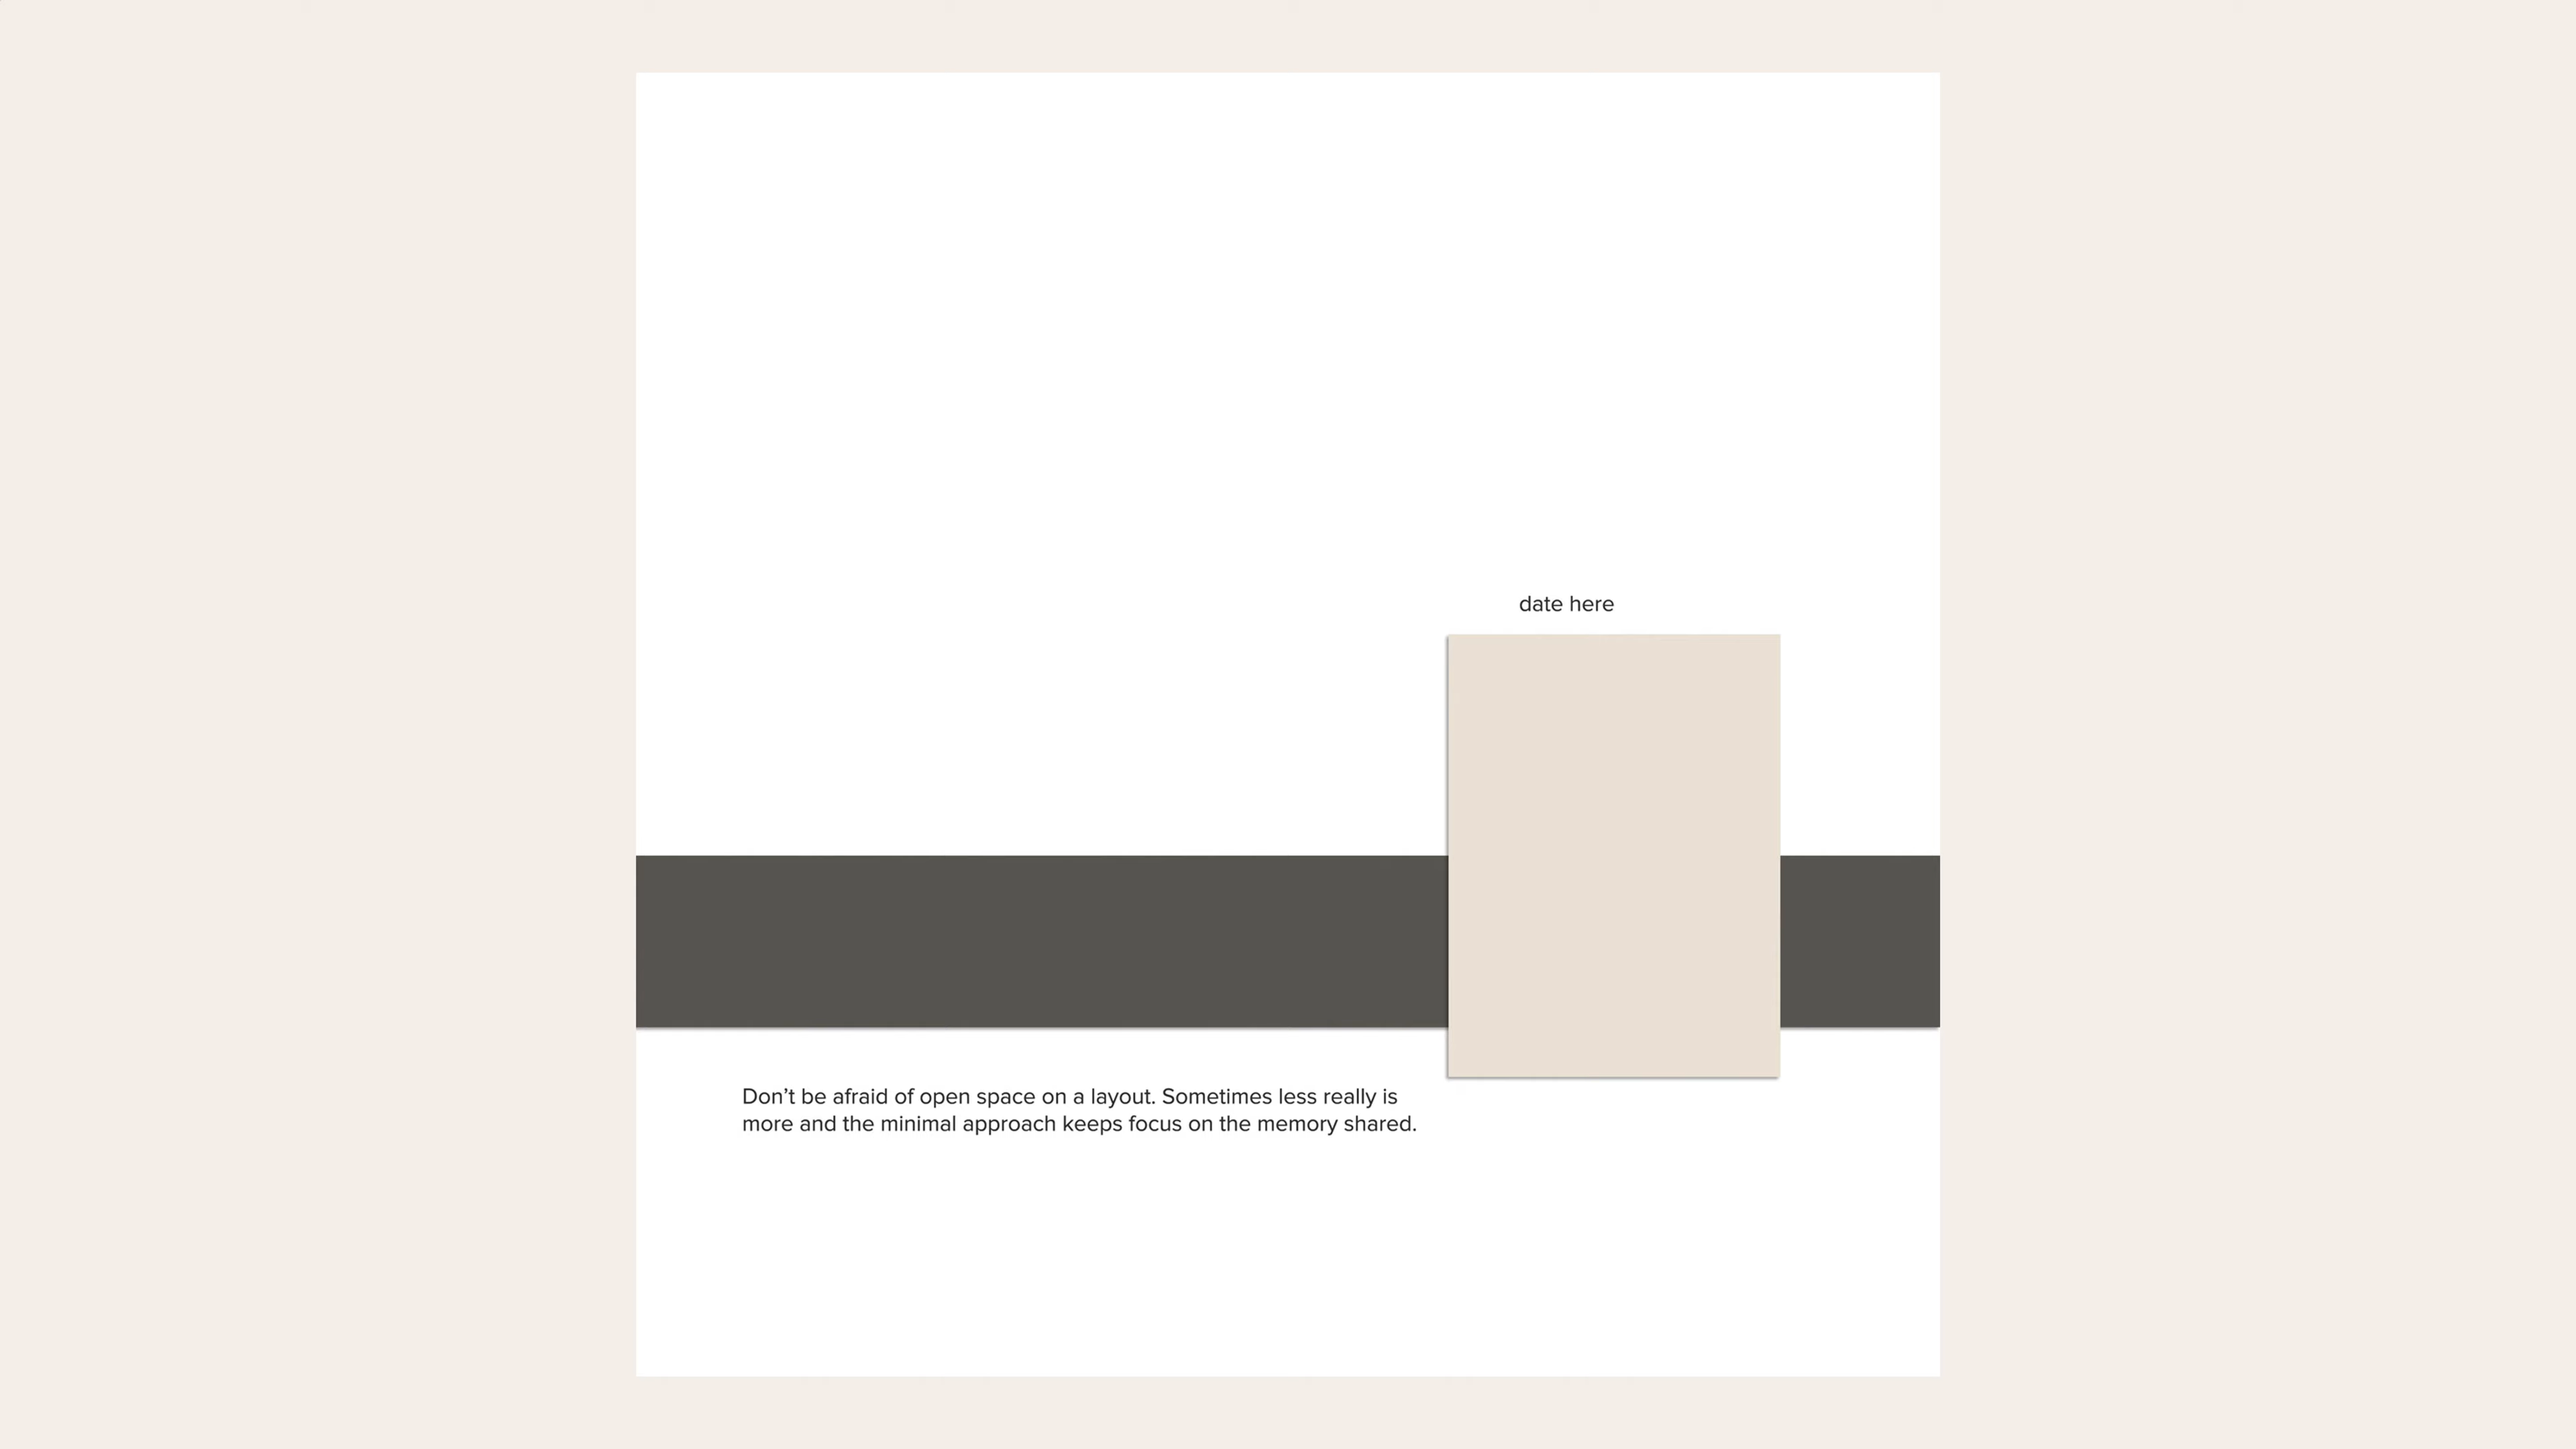 date here
Don’t be afraid of open space on a layout. Sometimes less really is
more and the minimal approach keeps focus on the memory shared.